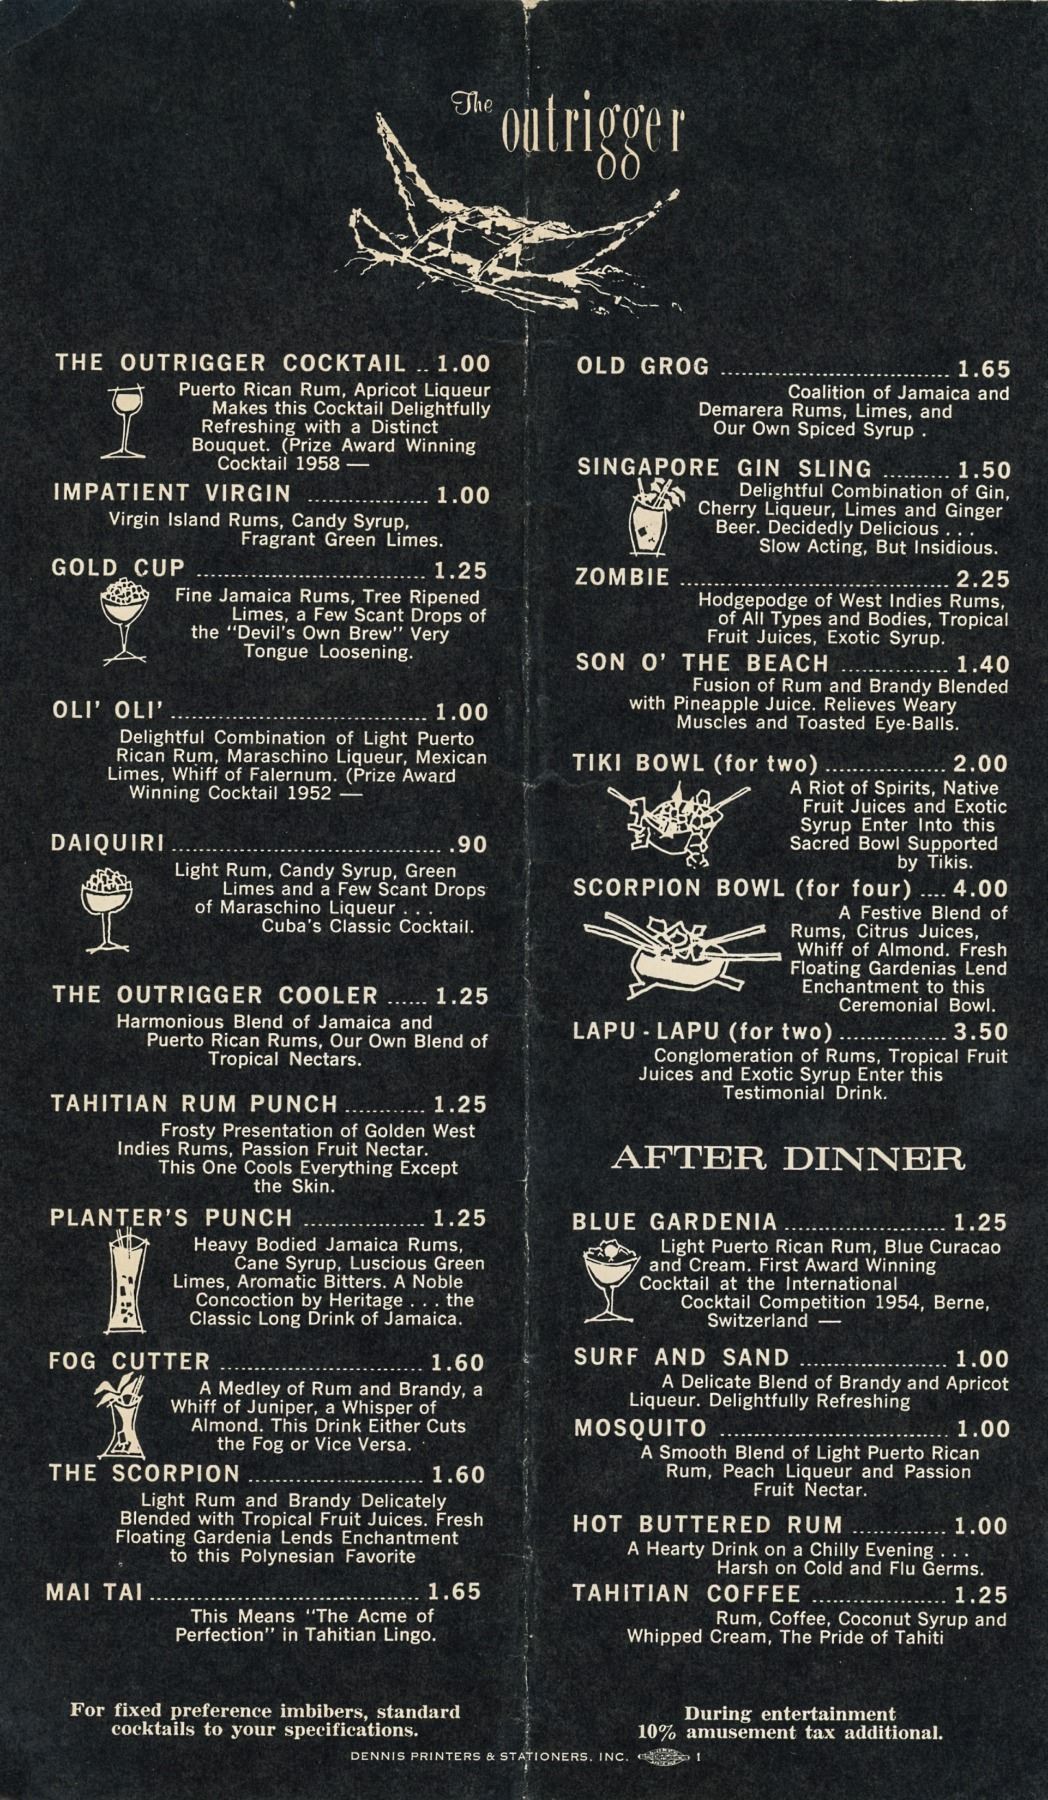 The outrigger
THE OUTRIGGER COCKTAIL .. 1.00
Puerto Rican Rum, Apricot Liqueur
Makes this Cocktail Delightfully
Refreshing with a Distinct
Bouquet. (Prize Award Winning
Cocktail 1958 —
IMPATIENT VIRGIN .................. 1.00
Virgin Island Rums, Candy Syrup,
Fragrant Green Limes.
GOLD CUP .................................. 1.25
Fine Jamaica Rums, Tree Ripened
Limes, a Few Scant Drops of
the "Devil's Own Brew" Very
Tongue Loosening.
OLI' OLI' ...................................... 1.00
Delightful Combination of Light Puerto
Rican Rum, Maraschino Liqueur, Mexican
Limes, Whiff of Falernum. (Prize Award
Winning Cocktail 1952 —
DAIQUIRI ......................................... .90
Light Rum, Candy Syrup, Green
Limes and a Few Scant Drops
of Maraschino Liqueur . . .
Cuba's Classic Cocktail.
THE OUTRIGGER COOLER ...... 1.25
Harmonious Blend of Jamaica and
Puerto Rican Rums, Our Own Blend of
Tropical Nectars.
TAHITIAN RUM PUNCH ............ 1.25
Frosty Presentation of Golden West
Indies Rums, Passion Fruit Nectar.
This One Cools Everything Except
the Skin.
PLANTER'S PUNCH .................. 1.25
Heavy Bodied Jamaica Rums,
Cane Syrup, Luscious Green
Limes, Aromatic Bitters. A Noble
Concoction by Heritage . . . the
Classic Long Drink of Jamaica.
FOG CUTTER .............................. 1.60
A Medley of Rum and Brandy, a
Whiff of Juniper, a Whisper of
Almond. This Drink Either Cuts
the Fog or Vice Versa.
THE SCORPION .......................... 1.60
Light Rum and Brandy Delicately
Blended with Tropical Fruit Juices. Fresh
Floating Gardenia Lends Enchantment
to this Polynesian Favorite
MAI TAI ........................................ 1.65
This Means "The Acme of
Perfection" in Tahitian Lingo.
For fixed preference imbibers, standard
cocktails to your specifications.
OLD GROG .................................. 1.65
Coalition of Jamaica and
Demarera Rums, Limes, and
Our Own Spiced Syrup .
SINGAPORE GIN SLING ......... 1.50
Delightful Combination of Gin,
Cherry Liqueur, Limes and Ginger
Beer. Decidedly Delicious . . .
Slow Acting, But Insidious.
ZOMBIE ........................................ 2.25
Hodgepodge of West Indies Rums,
of All Types and Bodies, Tropical
Fruit Juices, Exotic Syrup.
SON O' THE BEACH ............... 1.40
Fusion of Rum and Brandy Blended
with Pineapple Juice. Relieves Weary
Muscles and Toasted Eye-Balls.
TIKI BOWL (for two) .................. 2.00
A Riot of Spirits, Native
Fruit Juices and Exotic
Syrup Enter Into this
Sacred Bowl Supported
by Tikis.
SCORPION BOWL (for four) .... 4.00
A Festive Blend of
Rums, Citrus Juices,
Whiff of Almond. Fresh
Floating Gardenias Lend
Enchantment to this
Ceremonial Bowl.
LAPU - LAPU (for two) ................ 3.50
Conglomeration of Rums, Tropical Fruit
Juices and Exotic Syrup Enter this
Testimonial Drink.
AFTER DINNER
BLUE GARDENIA ........................ 1.25
Light Puerto Rican Rum, Blue Curacao
and Cream. First Award Winning
Cocktail at the International
Cocktail Competition 1954, Berne,
Switzerland —
SURF AND SAND ...................... 1.00
A Delicate Blend of Brandy and Apricot
Liqueur. Delightfully Refreshing
MOSQUITO .................................. 1.00
A Smooth Blend of Light Puerto Rican
Rum, Peach Liqueur and Passion
Fruit Nectar.
HOT BUTTERED RUM .............. 1.00
A Hearty Drink on a Chilly Evening . . .
Harsh on Cold and Flu Germs.
TAHITIAN COFFEE .................... 1.25
Rum, Coffee, Coconut Syrup and
Whipped Cream, The Pride of Tahiti
During entertainment
10% amusement tax additional.
DENNIS PRINTERS & STATIONERS, INC. 1